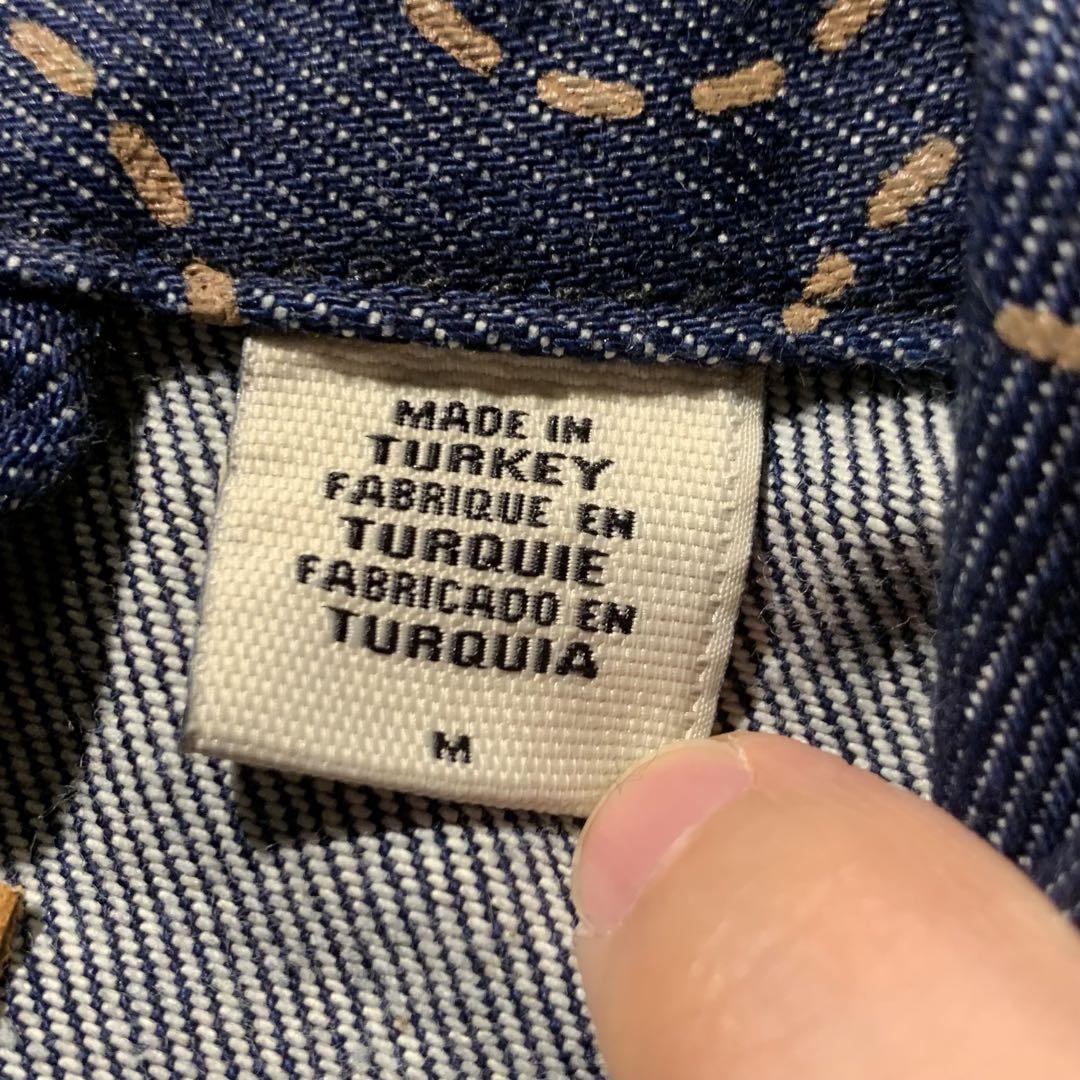 MADE IN
TURKEY
FABRIQUE EN
TURQUIE
FABRICADO EN
TURQUIA
M